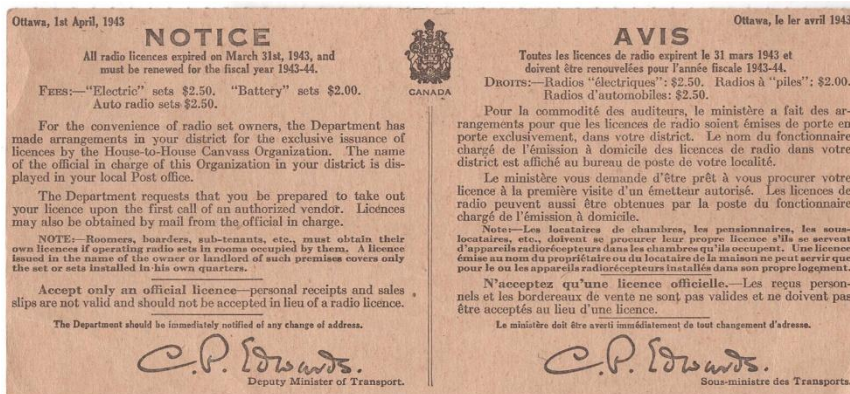 Ottawa, 1st April, 1943
NOTICE
All radio licences expired on March 31st, 1943, and
must be renewed for the fiscal year 1943-44.
FEES:—"Electric" sets $2.50. "Battery" sets $2.00.
Auto radio sets $2.50.
For the convenience of radio set owners, the Department has
made arrangements in your district for the exclusive issuance of
licences by the House-to-House Canvass Organization. The name
of the official in charge of this Organization in your district is dis-
played in your local Post office.
The Department requests that you be prepared to take out
your licence upon the first call of an authorized vendor. Licences
may also be obtained by mail from the official in charge.
NOTE:—Roomers, boarders, sub-tenants, etc., must obtain their
own licences if operating radio sets in rooms occupied by them. A licence
issued in the name of the owner or landlord of such premises covers only
the set or sets installed in his own quarters.
Accept only an official licence—personal receipts and sales
slips are not valid and should not be accepted in lieu of a radio licence.
The Department should be immediately notified of any change of address.
C. P. Edwards.
Deputy Minister of Transport.
CANADA
Ottawa, le 1er avril 1943
AVIS
Toutes les licences de radio expirent le 31 mars 1943 et
doivent être renouvelées pour l'année fiscale 1943-44.
DROITS:—Radios "électriques": $2.50. Radios à "piles": $2.00.
Radios d'automobiles: $2.50.
Pour la commodité des auditeurs, le ministère a fait des ar-
rangements pour que les licences de radio soient émises de porte en
porte exclusivement, dans votre district. Le nom du fonctionnaire
chargé de l'émission à domicile des licences de radio dans votre
district est affiché au bureau de poste de votre localité.
Le ministère vous demande d'être prêt à vous procurer votre
licence à la première visite d'un émetteur autorisé. Les licences de
radio peuvent aussi être obtenues par la poste du fonctionnaire
chargé de l'émission à domicile.
Note:—Les locataires de chambres, les pensionnaires, les sous-
locataires, etc., doivent se procurer leur propre licence s'ils se servent
d'appareils radiorécepteurs dans les chambres qu'ils occupent. Une licence
émise au nom du propriétaire ou du locataire de la maison ne peut servir que
pour le ou les appareils radiorécepteurs installés dans son propre logement.
N'acceptez qu'une licence officielle.—Les reçus person-
nels et les bordereaux de vente ne sont pas valides et ne doivent pas
être acceptés au lieu d'une licence.
Le ministère doit être averti immédiatement de tout changement d'adresse.
C. P. Edwards.
Sous-ministre des Transports.